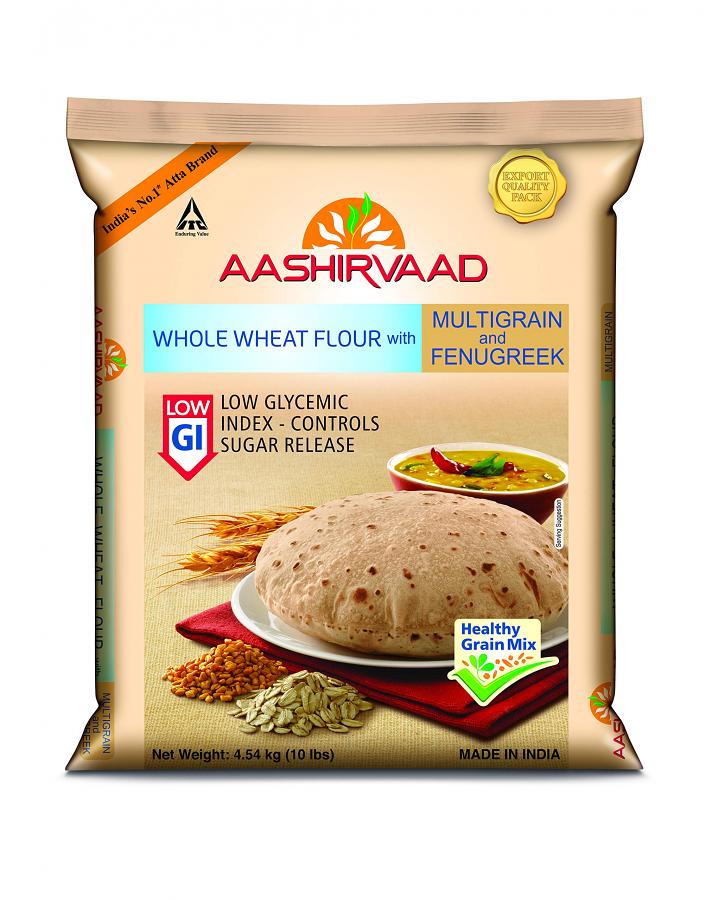 India's No.1* Atta Brand
ITC
Enduring Value
EXPORT
QUALITY
PACK
AASHIRVAAD
WHOLE WHEAT FLOUR with
MULTIGRAIN
and
FENUGREEK
LOW
GI
LOW GLYCEMIC
INDEX - CONTROLS
SUGAR RELEASE
Serving Suggestion
Healthy
Grain Mix
Net Weight: 4.54 kg (10 lbs)
MADE IN INDIA
AASHIRVAAD
WHOLE WHEAT FLOUR with
MULTIGRAIN
and
MULTIGRAIN